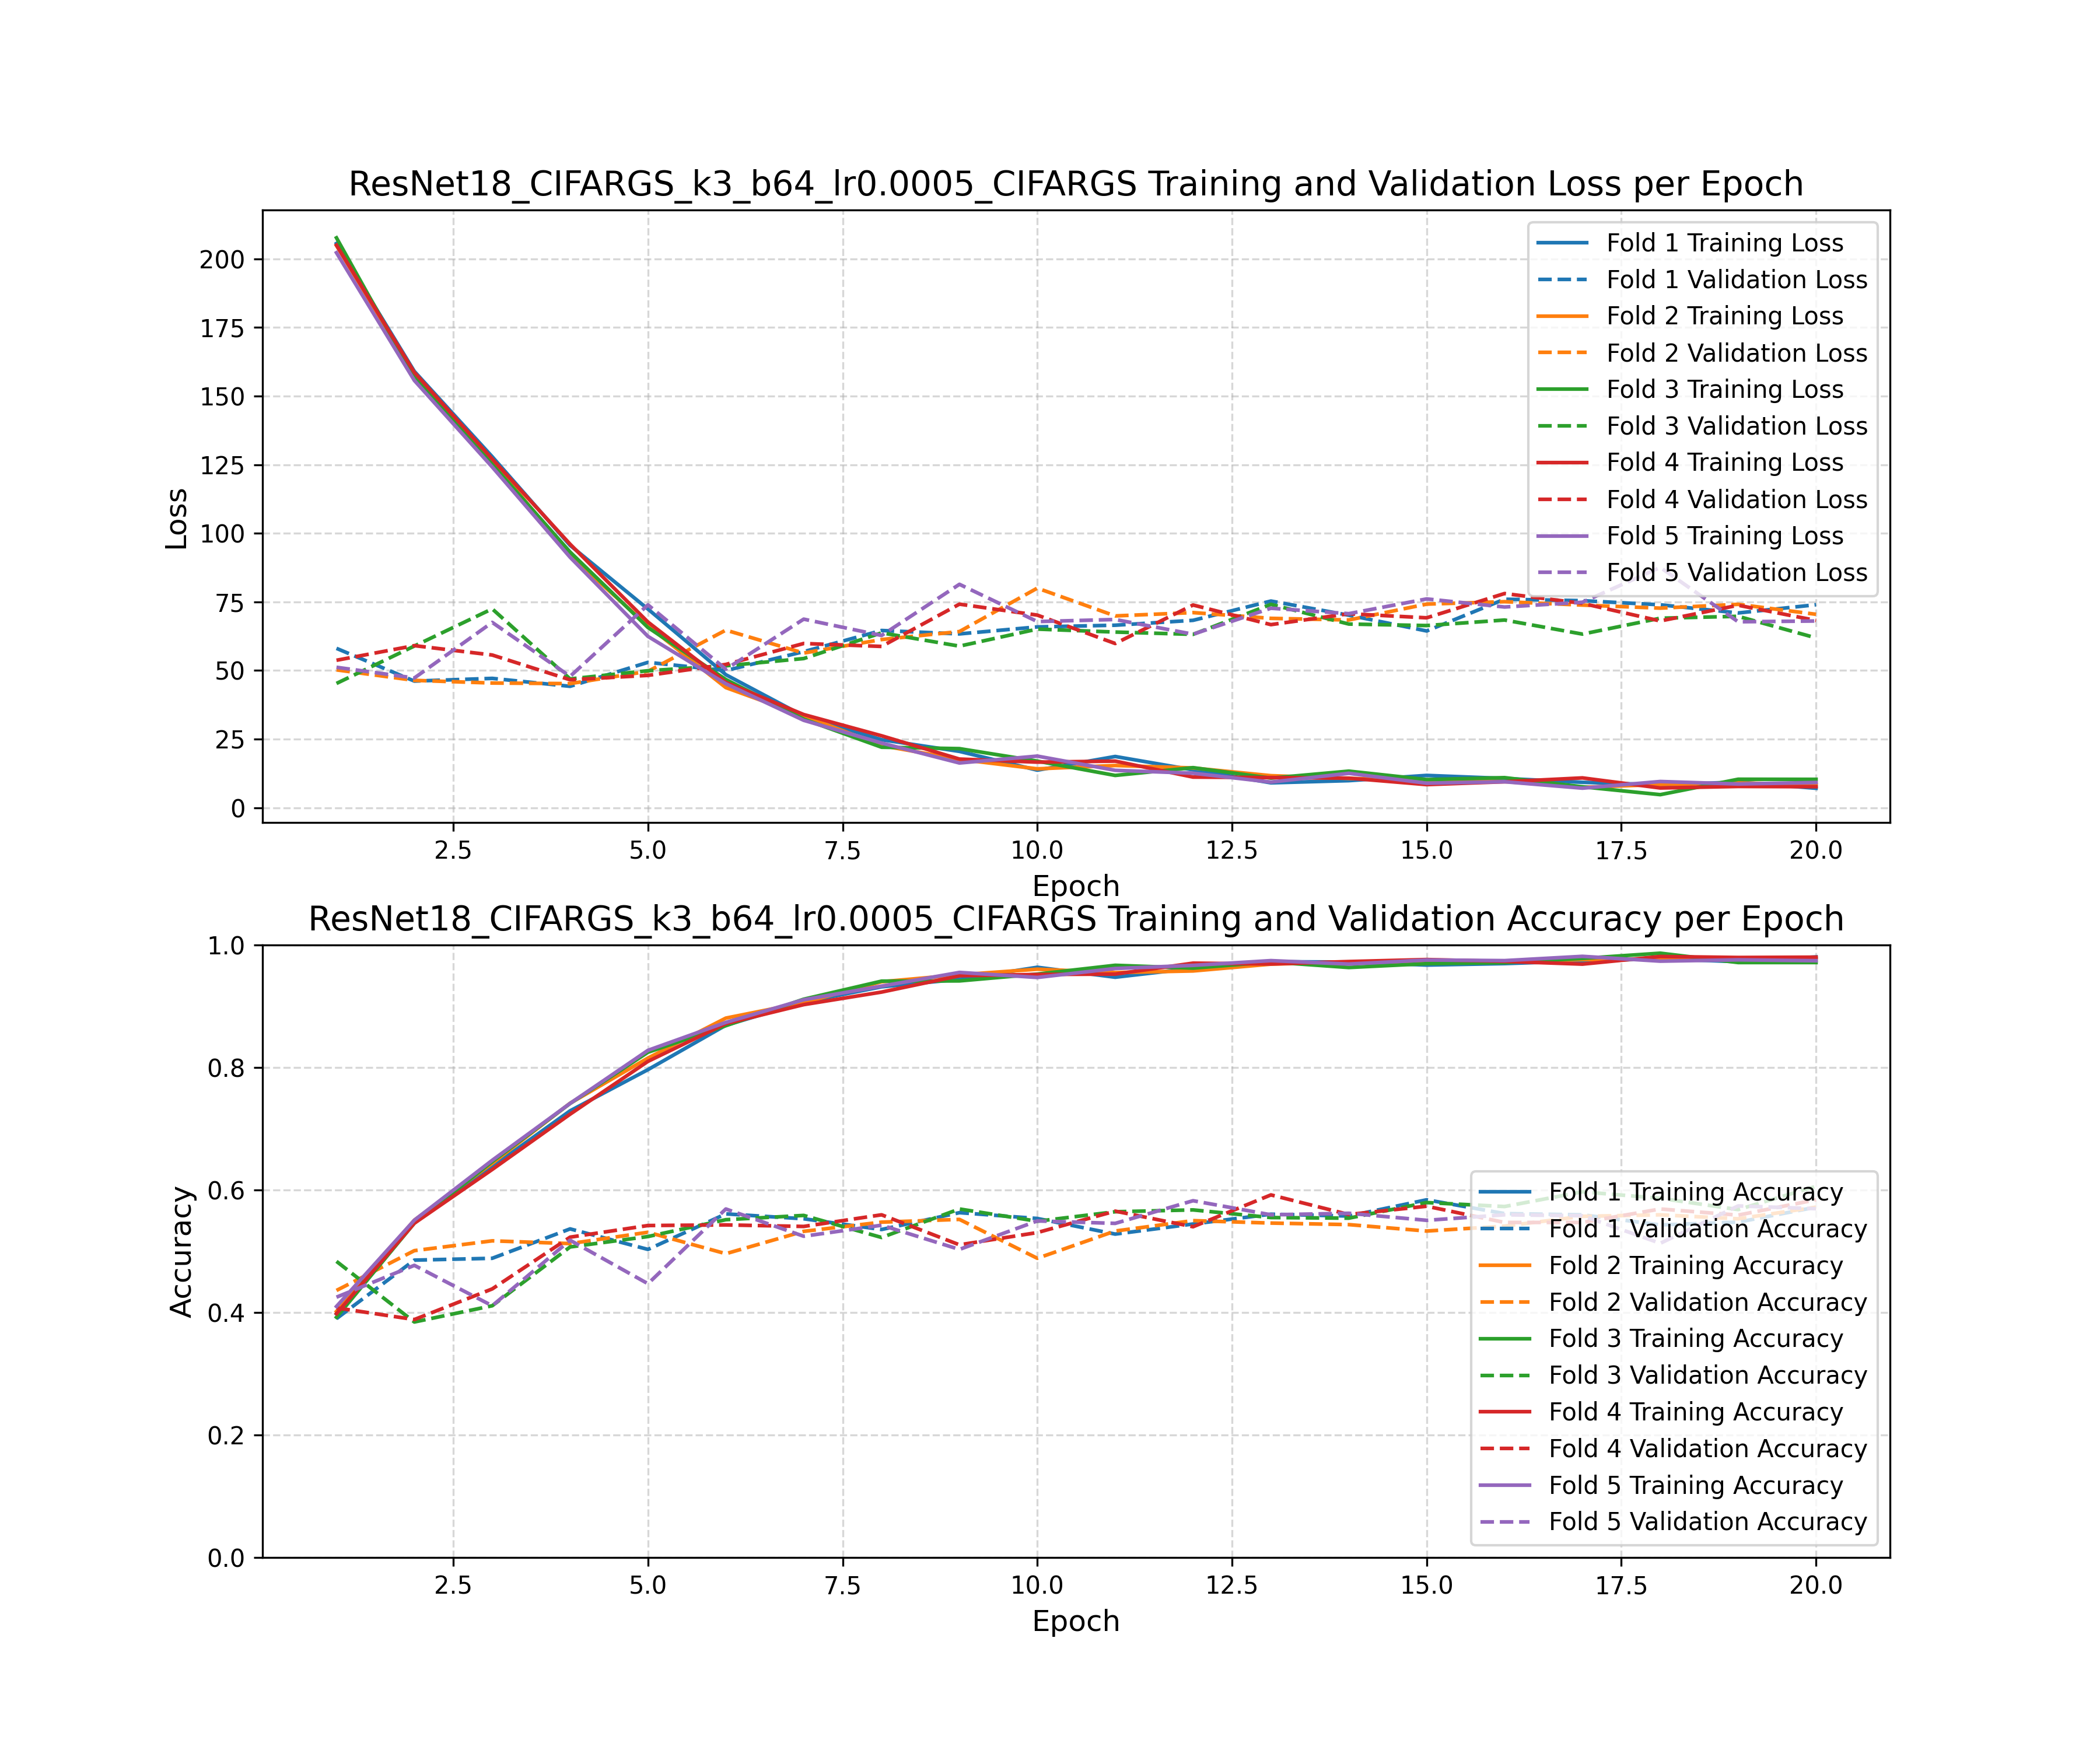 ResNet18_CIFARGS_k3_b64_lr0.0005_CIFARGS Training and Validation Loss per Epoch
Loss
200
175
150
125
100
75
50
25
0
Fold 1 Training Loss
Fold 1 Validation Loss
Fold 2 Training Loss
Fold 2 Validation Loss
Fold 3 Training Loss
Fold 3 Validation Loss
Fold 4 Training Loss
Fold 4 Validation Loss
Fold 5 Training Loss
Fold 5 Validation Loss
2.5 5.0 7.5 10.0 12.5 15.0 17.5 20.0
Epoch
ResNet18_CIFARGS_k3_b64_lr0.0005_CIFARGS Training and Validation Accuracy per Epoch
Accuracy
1.0
0.8
0.6
0.4
0.2
0.0
Fold 1 Training Accuracy
Fold 1 Validation Accuracy
Fold 2 Training Accuracy
Fold 2 Validation Accuracy
Fold 3 Training Accuracy
Fold 3 Validation Accuracy
Fold 4 Training Accuracy
Fold 4 Validation Accuracy
Fold 5 Training Accuracy
Fold 5 Validation Accuracy
2.5 5.0 7.5 10.0 12.5 15.0 17.5 20.0
Epoch